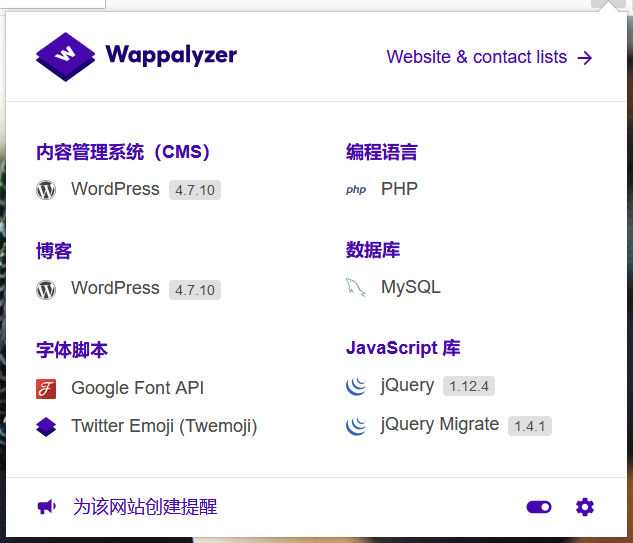 Wappalyzer
Website & contact lists
内容管理系统（CMS）
WordPress 4.7.10
博客
WordPress 4.7.10
字体脚本
Google Font API
Twitter Emoji (Twemoji)
编程语言
php PHP
数据库
MySQL
JavaScript 库
jQuery 1.12.4
jQuery Migrate 1.4.1
为该网站创建提醒